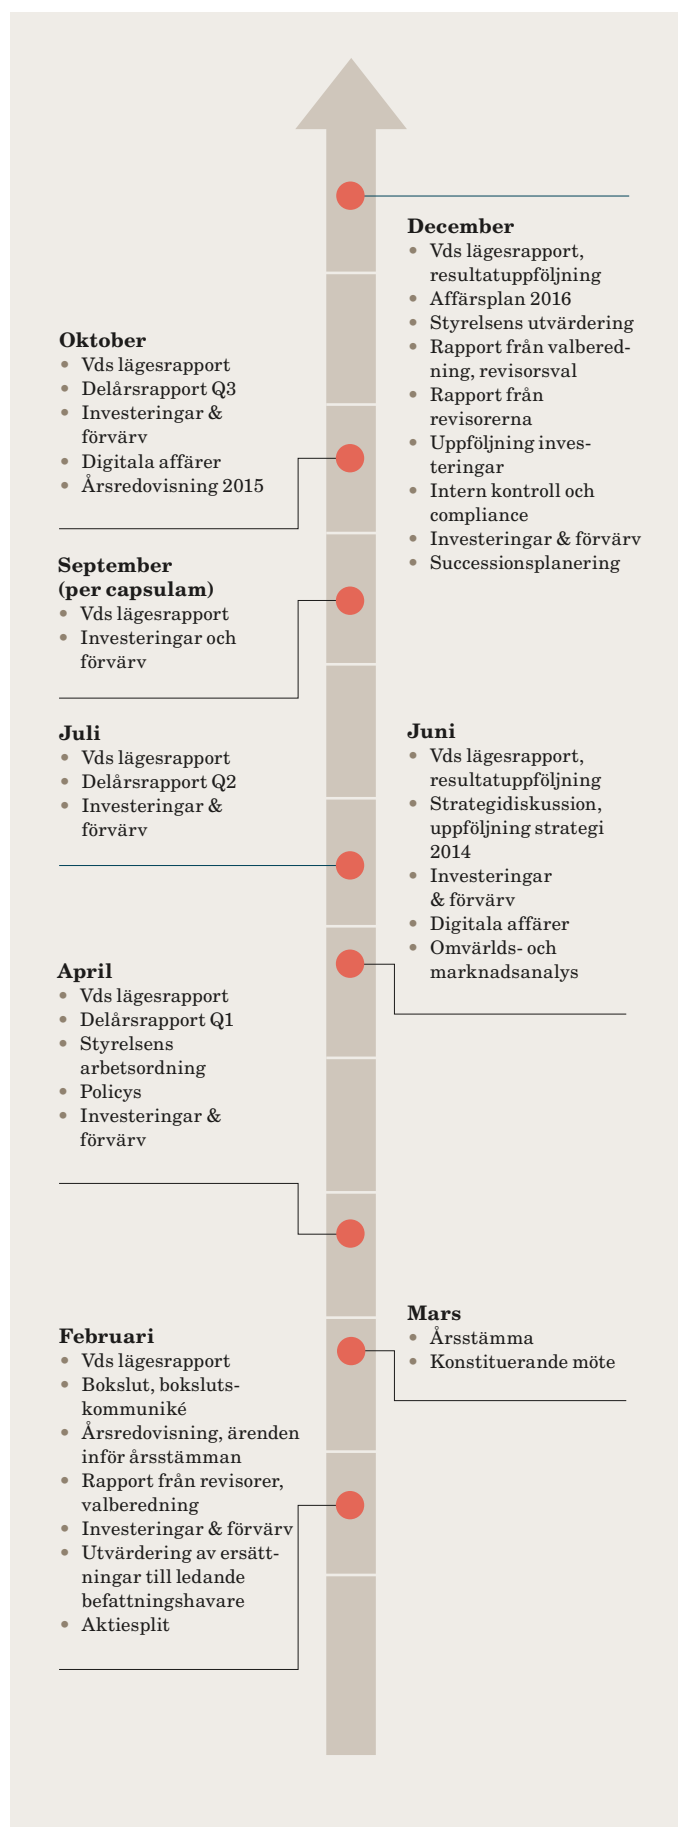 December
• Vds lägesrapport,
resultatuppföljning
• Affärsplan 2016
• Styrelsens utvärdering
• Rapport från valbered-
ning, revisorsval
• Rapport från
revisorerna
• Uppföljning inves-
teringar
• Intern kontroll och
compliance
• Investeringar & förvärv
• Successionsplanering
Oktober
• Vds lägesrapport
• Delårsrapport Q3
• Investeringar &
förvärv
• Digitala affärer
• Årsredovisning 2015
September
(per capsulam)
• Vds lägesrapport
• Investeringar och
förvärv
Juli
• Vds lägesrapport
• Delårsrapport Q2
• Investeringar &
förvärv
Juni
• Vds lägesrapport,
resultatuppföljning
• Strategidiskussion,
uppföljning strategi
2014
• Investeringar
& förvärv
• Digitala affärer
• Omvärlds- och
marknadsanalys
April
• Vds lägesrapport
• Delårsrapport Q1
• Styrelsens
arbetsordning
• Policys
• Investeringar &
förvärv
Mars
• Årsstämma
• Konstituerande möte
Februari
• Vds lägesrapport
• Bokslut, boksluts-
kommuniké
• Årsredovisning, ärenden
inför årsstämman
• Rapport från revisorer,
valberedning
• Investeringar & förvärv
• Utvärdering av ersätt-
ningar till ledande
befattningshavare
• Aktiesplit